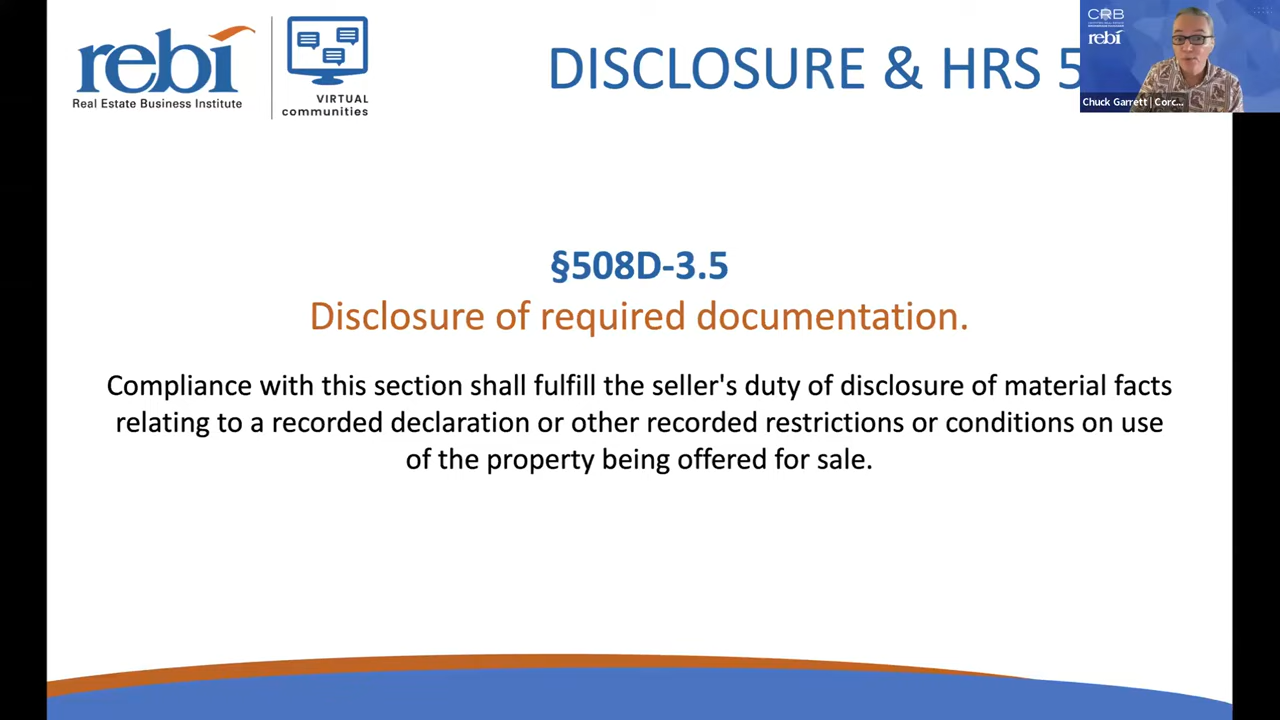 rebi
Real Estate Business Institute
VIRTUAL
communities
DISCLOSURE & HRS 5
CRB
rebi
Chuck Garrett | Corc...
§508D-3.5
Disclosure of required documentation.
Compliance with this section shall fulfill the seller's duty of disclosure of material facts
relating to a recorded declaration or other recorded restrictions or conditions on use
of the property being offered for sale.